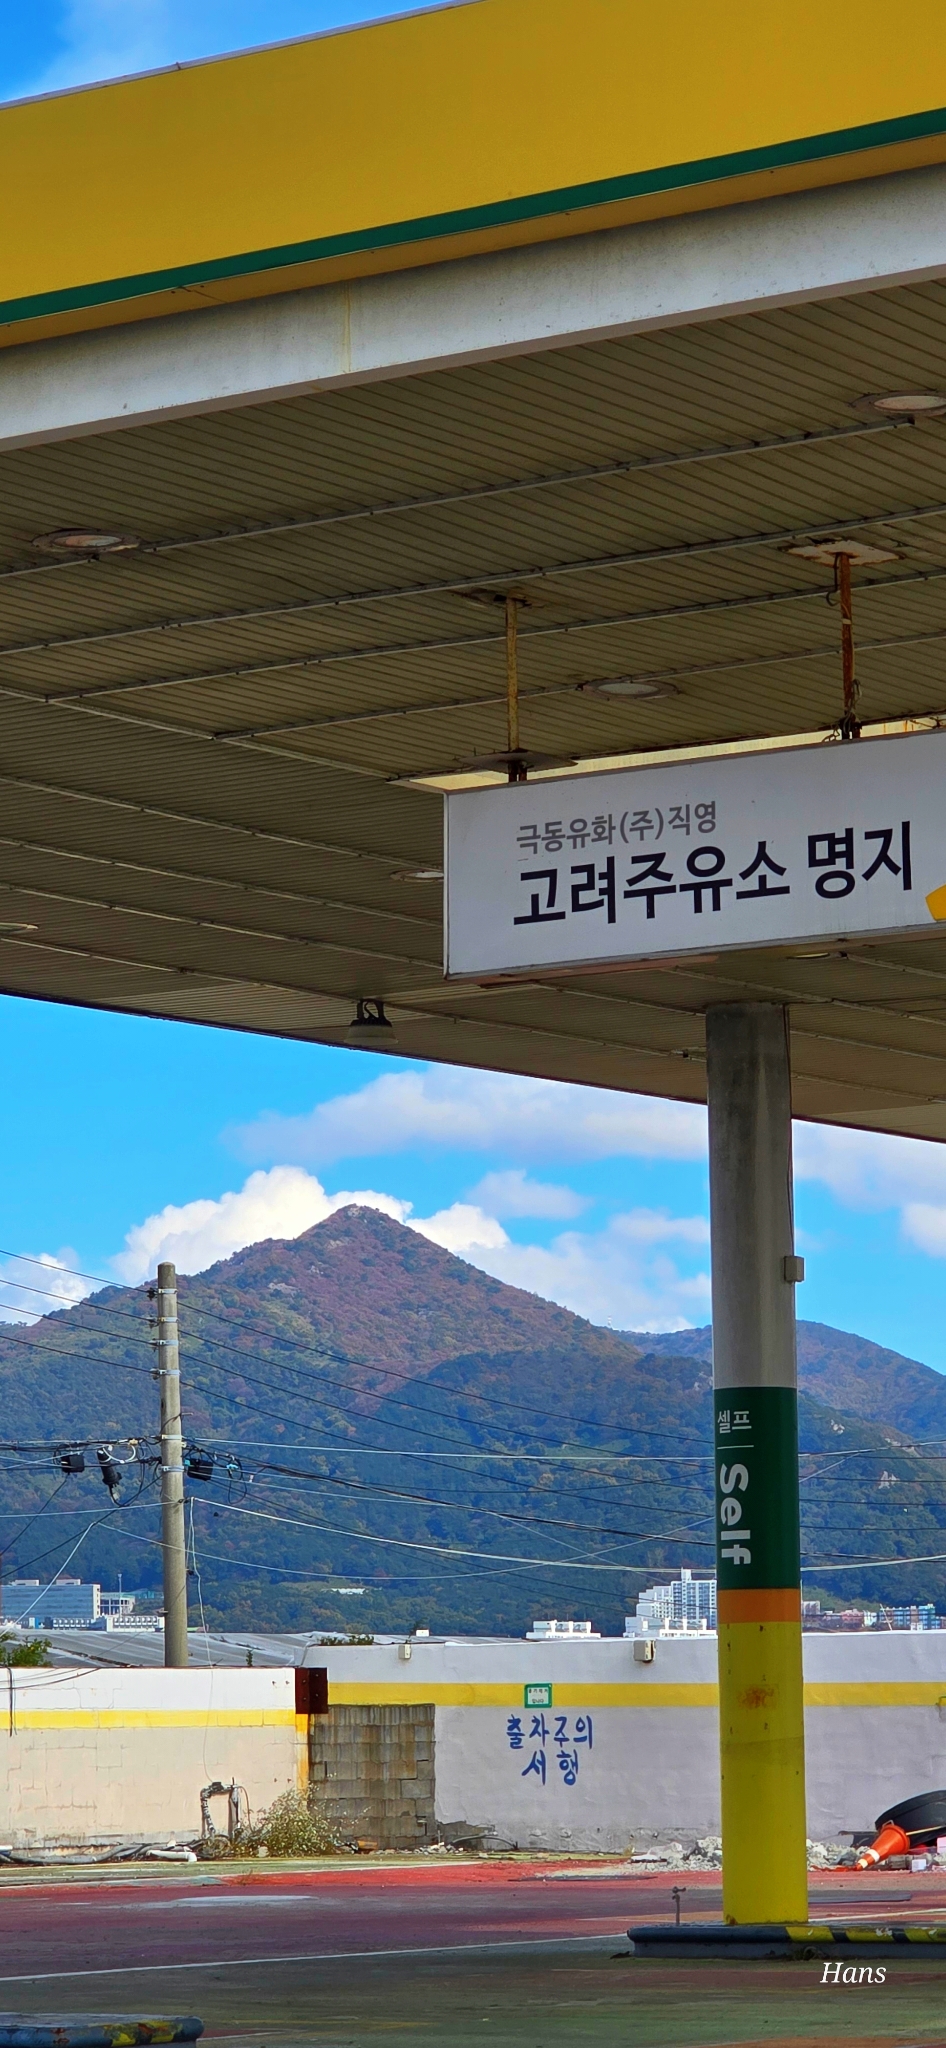 극동유화(주)직영
고려주유소 명지
셀프
Self
출차주의
서행
Hans